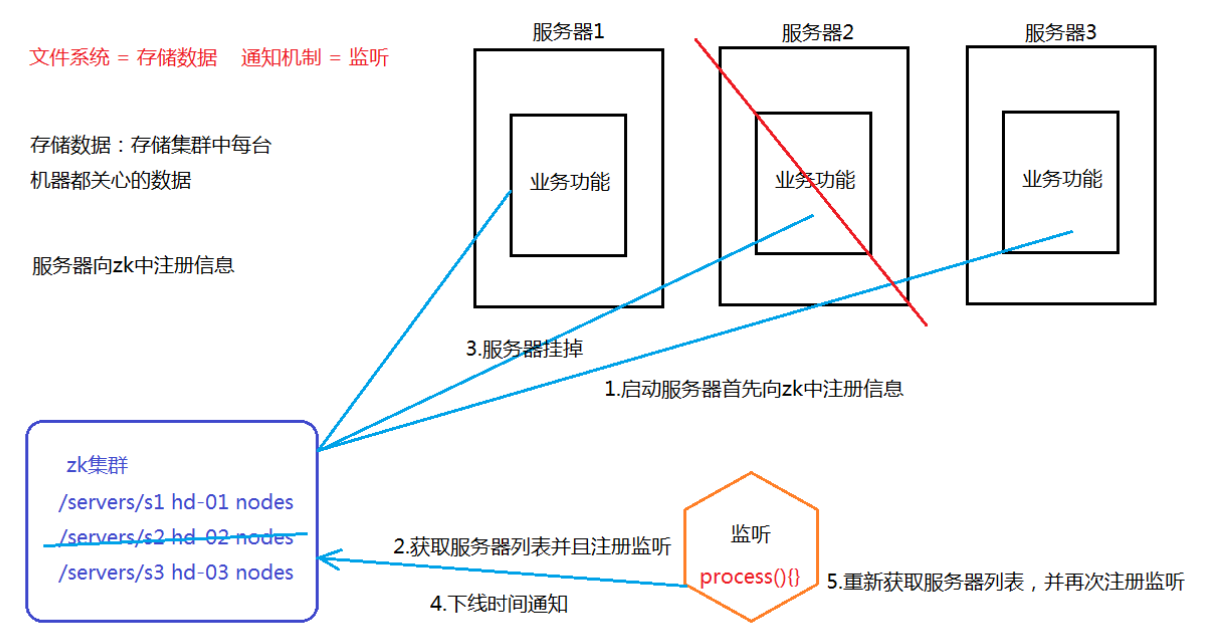 服务器1
服务器2
服务器3
文件系统 = 存储数据 通知机制 = 监听
存储数据：存储集群中每台
机器都关心的数据
业务功能
业务功能
业务功能
服务器向zk中注册信息
3.服务器挂掉
1.启动服务器首先向zk中注册信息
zk集群
/servers/s1 hd-01 nodes
/servers/s2 hd-02 nodes
/servers/s3 hd-03 nodes
2.获取服务器列表并且注册监听
4.下线时间通知
监听
process(){}
5.重新获取服务器列表，并再次注册监听